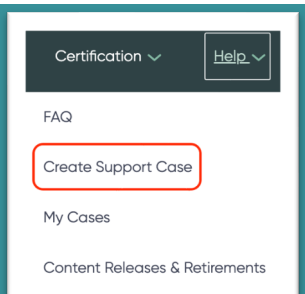 Certification Help
FAQ
Create Support Case
My Cases
Content Releases & Retirements